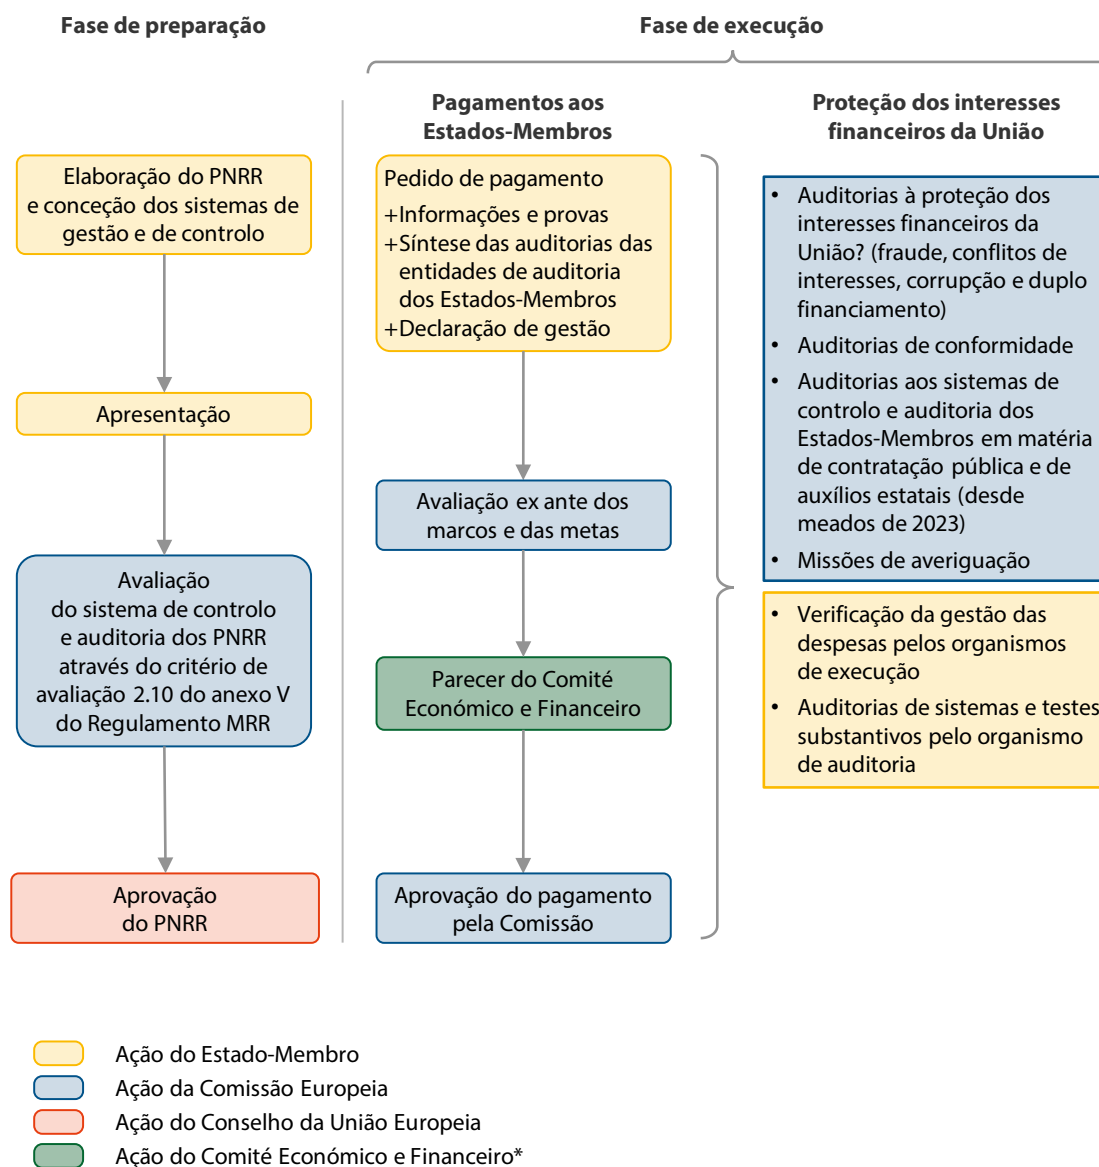 Fase de preparação
Fase de execução
Elaboração do PNRR
e conceção dos sistemas de
gestão e de controlo
Apresentação
Avaliação
do sistema de controlo
e auditoria dos PNRR
através do critério de
avaliação 2.10 do anexo V
do Regulamento MRR
Aprovação
do PNRR
Pagamentos aos
Estados-Membros
Pedido de pagamento
+Informações e provas
+Síntese das auditorias das
entidades de auditoria
dos Estados-Membros
+Declaração de gestão
Avaliação ex ante dos
marcos e das metas
Parecer do Comité
Económico e Financeiro
Aprovação do pagamento
pela Comissão
Proteção dos interesses
financeiros da União
• Auditorias à proteção dos
interesses financeiros da
União? (fraude, conflitos de
interesses, corrupção e duplo
financiamento)
• Auditorias de conformidade
• Auditorias aos sistemas de
controlo e auditoria dos
Estados-Membros em matéria
de contratação pública e de
auxílios estatais (desde
meados de 2023)
• Missões de averiguação
• Verificação da gestão das
despesas pelos organismos
de execução
• Auditorias de sistemas e testes
substantivos pelo organismo
de auditoria
Ação do Estado-Membro
Ação da Comissão Europeia
Ação do Conselho da União Europeia
Ação do Comité Económico e Financeiro*